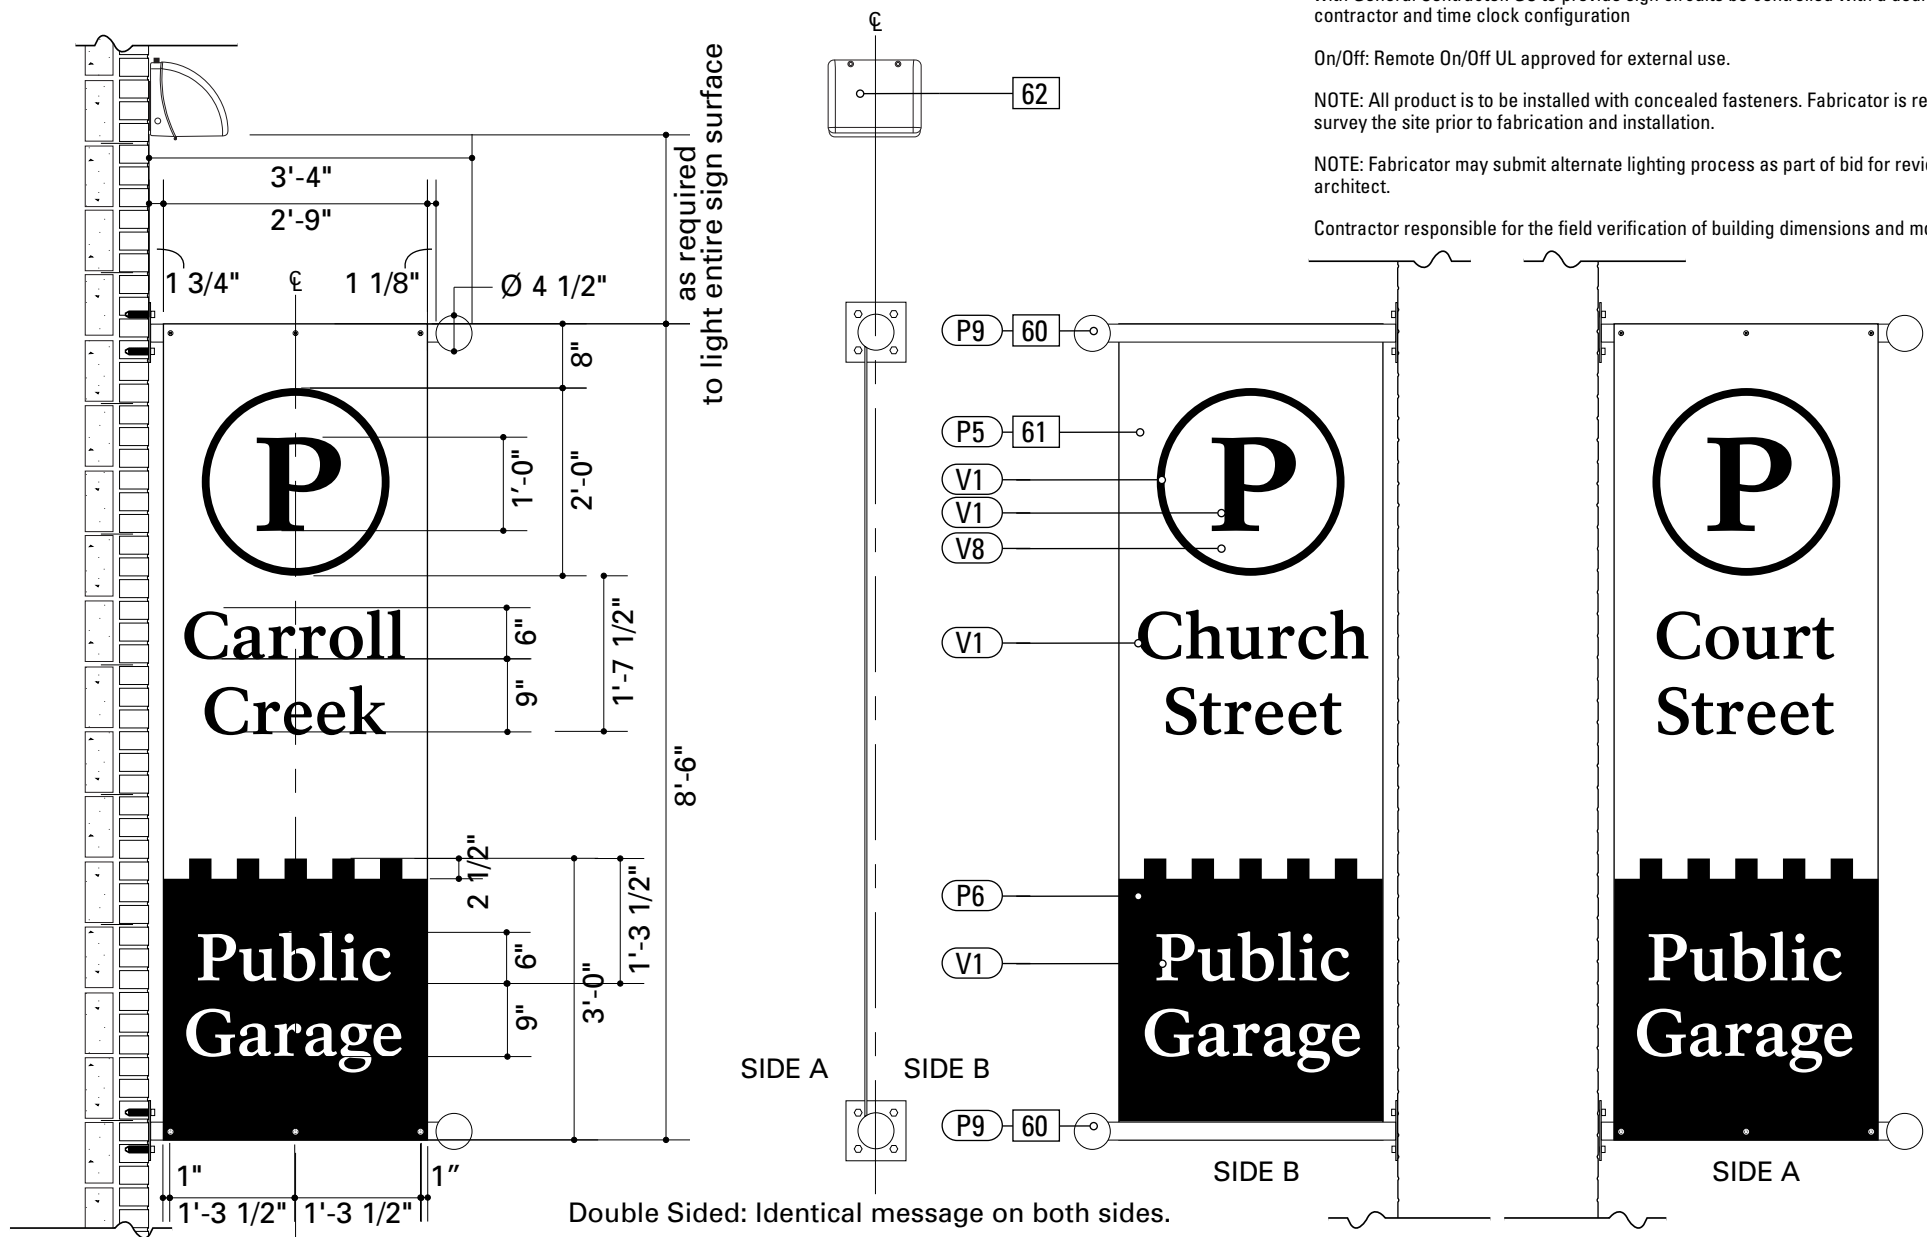 contractor and time clock configuration
On/Off: Remote On/Off UL approved for external use.
NOTE: All product is to be installed with concealed fasteners. Fabricator is
survey the site prior to fabrication and installation.
NOTE: Fabricator may submit alternate lighting process as part of bid for
architect.
Contractor responsible for the field verification of building dimensions and
℄
62
as required
to light entire sign surface
3'-4"
2'-9"
1 3/4"
℄
1 1/8"
Ø 4 1/2"
8"
P
1'-0"
2'-0"
Carroll
Creek
6"
9"
1'-7 1/2"
8'-6"
2 1/2"
1'-3 1/2"
Public
Garage
6"
9"
3'-0"
1"
1"
1'-3 1/2"
1'-3 1/2"
SIDE A
SIDE B
P9 60
P5 61
V1
V1
V8
V1
P6
V1
P9 60
P
Church
Street
Public
Garage
SIDE B
P
Court
Street
Public
Garage
SIDE A
Double Sided: Identical message on both sides.